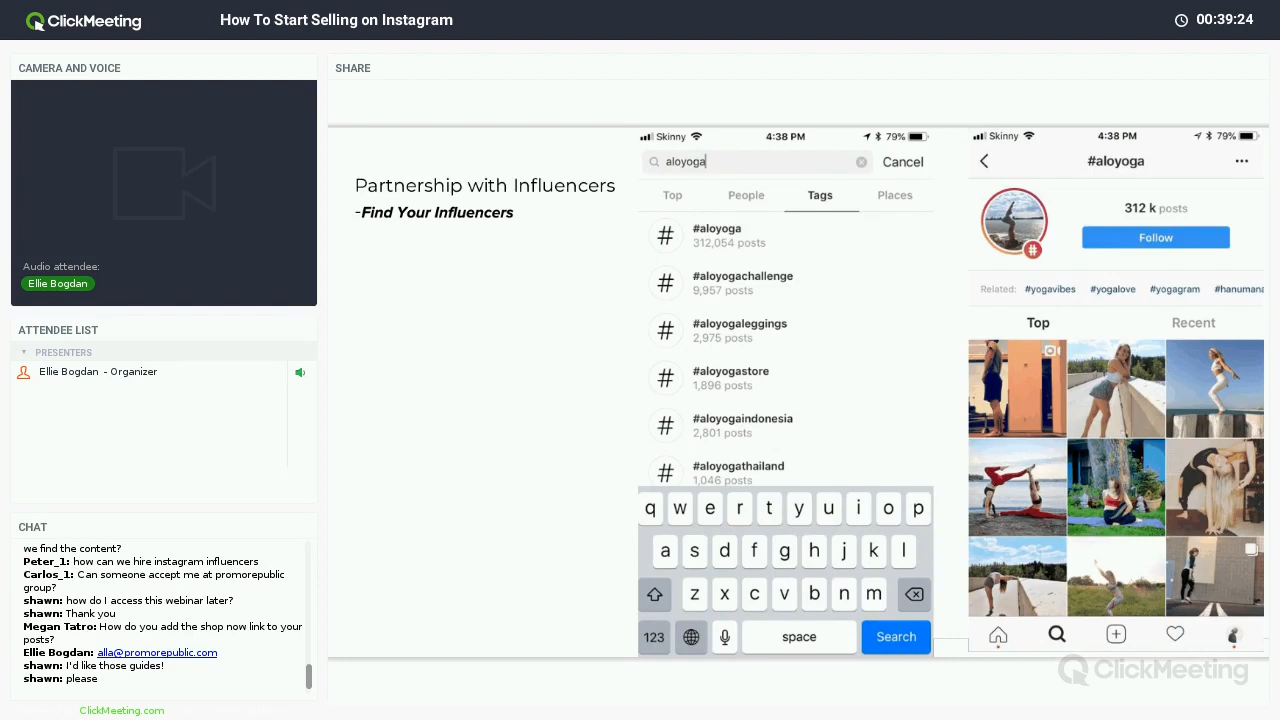 ClickMeeting
How To Start Selling on Instagram
00:39:24
CAMERA AND VOICE
Audio attendee:
Ellie Bogdan
ATTENDEE LIST
PRESENTERS
Ellie Bogdan - Organizer
CHAT
we find the content?
Peter_1: how can we hire instagram influencers
Carlos_1: Can someone accept me at promorepublic
group?
shawn: how do I access this webinar later?
shawn: Thank you
Megan Tatro: How do you add the shop now link to your
posts?
Ellie Bogdan: alla@promorepublic.com
shawn: I'd like those guides!
shawn: please
ClickMeeting.com
SHARE
Partnership with Influencers
-Find Your Influencers
Skinny 4:38 PM 79%
aloyoga Cancel
Top People Tags Places
#aloyoga
312,054 posts
#aloyogachallenge
9,957 posts
#aloyogaleggings
2,975 posts
#aloyogastore
1,896 posts
#aloyogaindonesia
2,801 posts
#aloyogathailand
1,046 posts
q w e r t y u i o p
a s d f g h j k l
z x c v b n m
123 space Search
Skinny 4:38 PM 79%
#aloyoga
312 k posts
Follow
Related: #yogavibes #yogalove #yogagram #hanumana
Top Recent
ClickMeeting